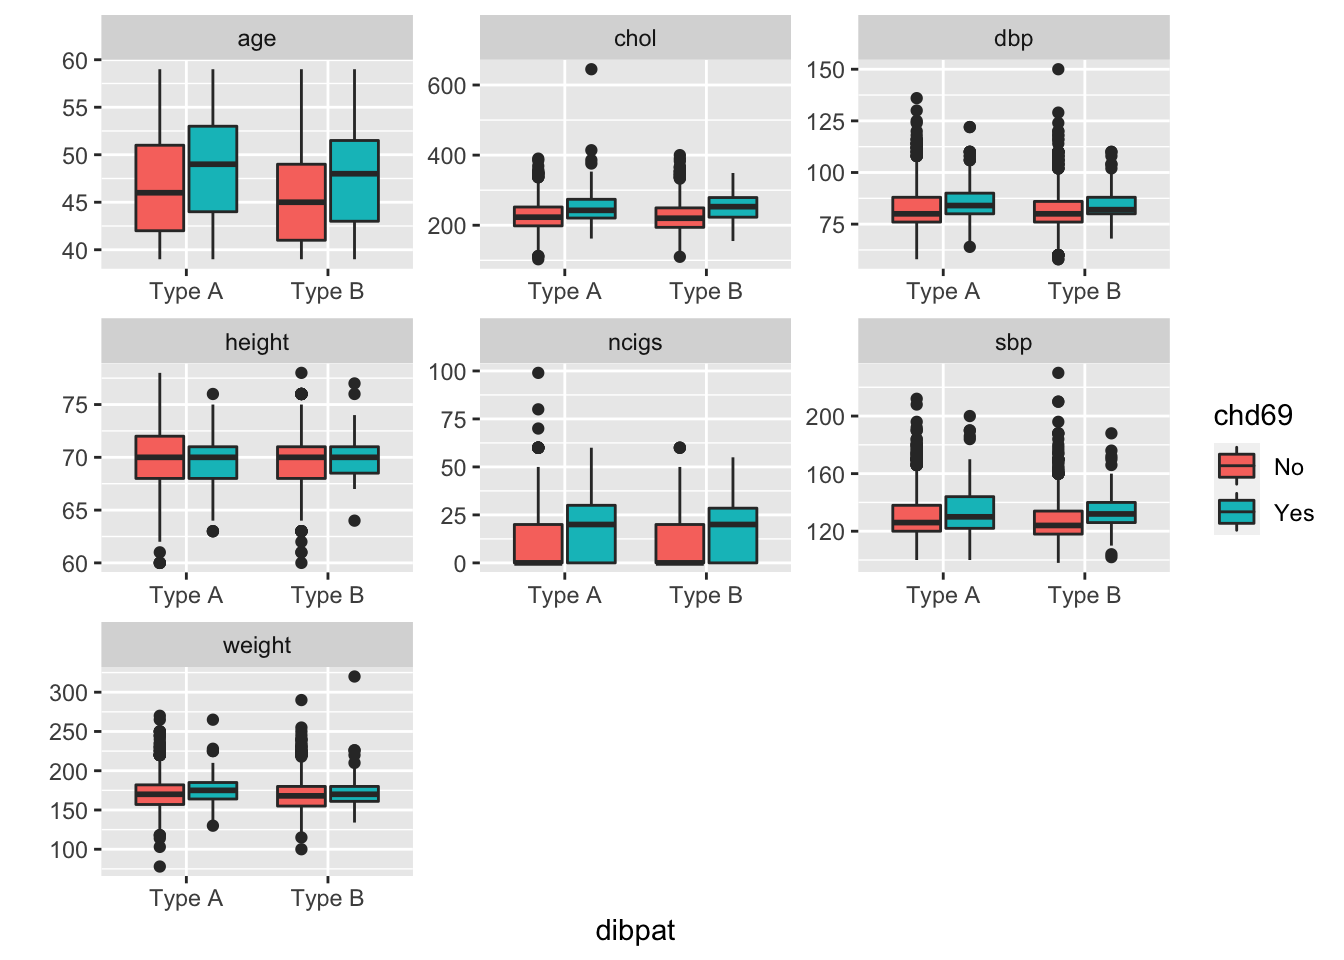 age
chol
dbp
60
55
50
45
40
600
400
200
150
125
100
75
Type A
Type B
Type A
Type B
Type A
Type B
height
ncigs
sbp
75
70
65
60
100
75
50
25
0
200
160
120
Type A
Type B
Type A
Type B
Type A
Type B
chd69
No
Yes
weight
300
250
200
150
100
Type A
Type B
dibpat